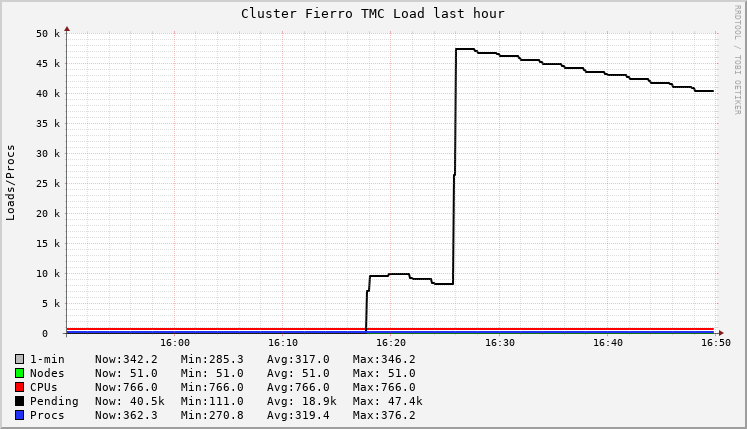 Cluster Fierro TMC Load last hour
RRDTOOL / TOBI OETIKER
Loads/Procs
50 k
45 k
40 k
35 k
30 k
25 k
20 k
15 k
10 k
5 k
0
16:00 16:10 16:20 16:30 16:40 16:50
1-min Now:342.2 Min:285.3 Avg:317.0 Max:346.2
Nodes Now: 51.0 Min: 51.0 Avg: 51.0 Max: 51.0
CPUs Now:766.0 Min:766.0 Avg:766.0 Max:766.0
Pending Now: 40.5k Min:111.0 Avg: 18.9k Max: 47.4k
Procs Now:362.3 Min:270.8 Avg:319.4 Max:376.2